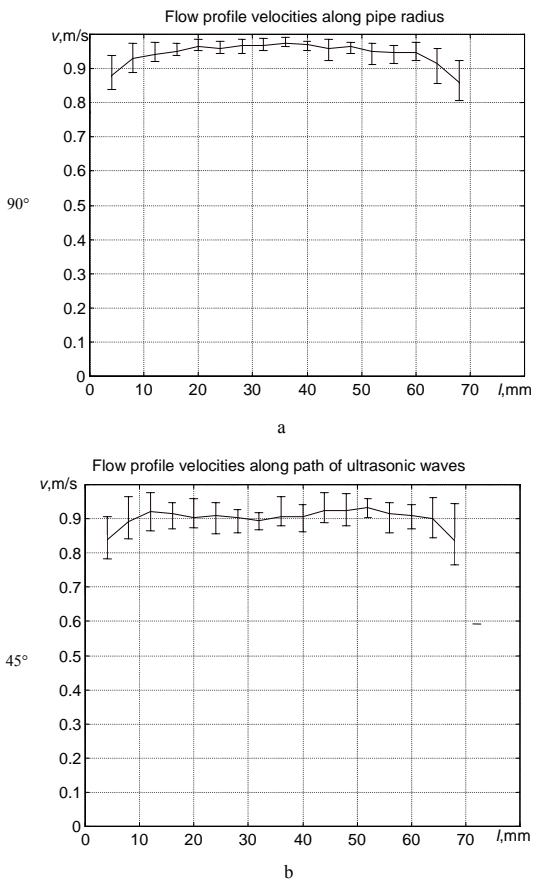 Flow profile velocities along pipe radius
v,m/s
0.9
0.8
0.7
0.6
0.5
0.4
0.3
0.2
0.1
0
90°
0 10 20 30 40 50 60 70 l,mm
a
Flow profile velocities along path of ultrasonic waves
v,m/s
0.9
0.8
0.7
0.6
0.5
0.4
0.3
0.2
0.1
0
45°
0 10 20 30 40 50 60 70 l,mm
b